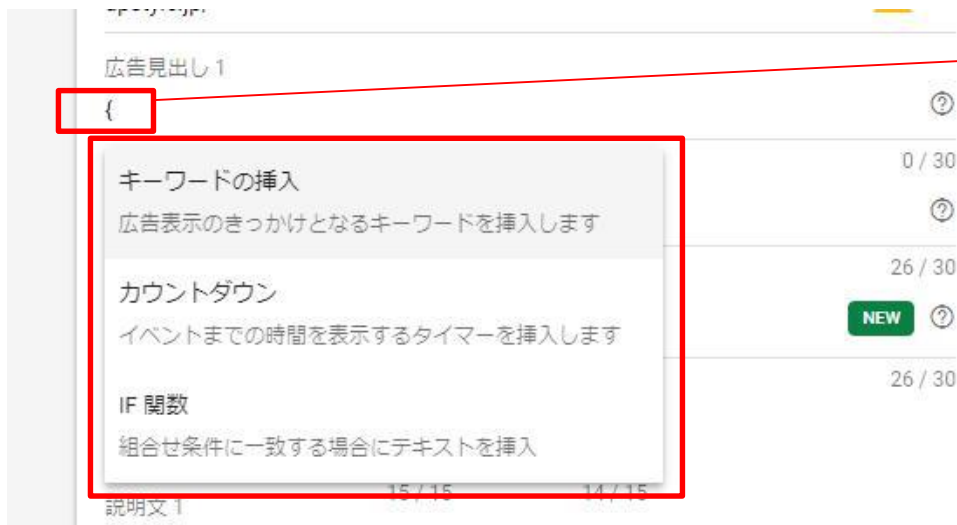 広告見出し 1
{
0 / 30
キーワードの挿入
広告表示のきっかけとなるキーワードを挿入します
26 / 30
カウントダウン
イベントまでの時間を表示するタイマーを挿入します
NEW
26 / 30
IF 関数
組合せ条件に一致する場合にテキストを挿入
15 / 15
14 / 15
説明文 1